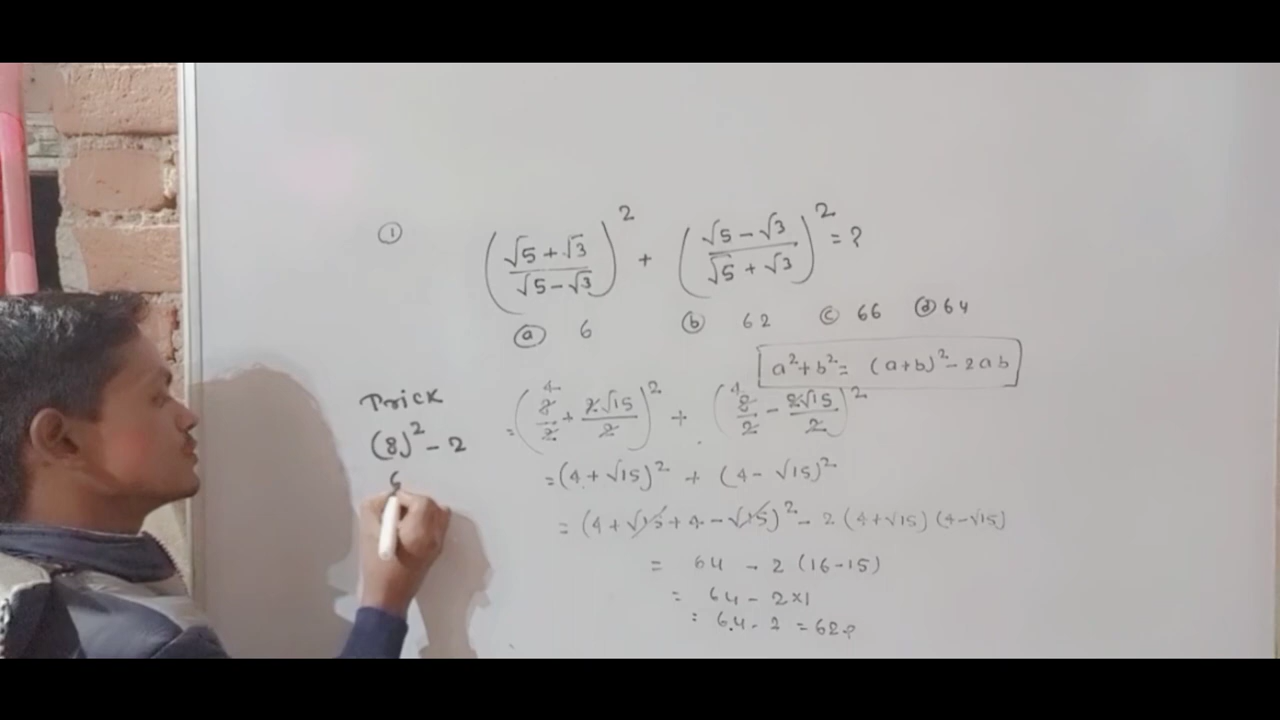 ① ((√5 + √3)/(√5 - √3))² + ((√5 - √3)/(√5 + √3))² = ?
ⓐ 6 ⓑ 62 ⓒ 66 ⓓ 64
a² + b² = (a+b)² - 2ab
= (8/2 + 2√15/2)² + (8/2 - 2√15/2)²
4 4
= (4 + √15)² + (4 - √15)²
= (4 + √15 + 4 - √15)² - 2 (4+√15) (4-√15)
= 64 - 2 (16-15)
= 64 - 2×1
= 64 - 2 = 62
Trick
(8)² - 2
6